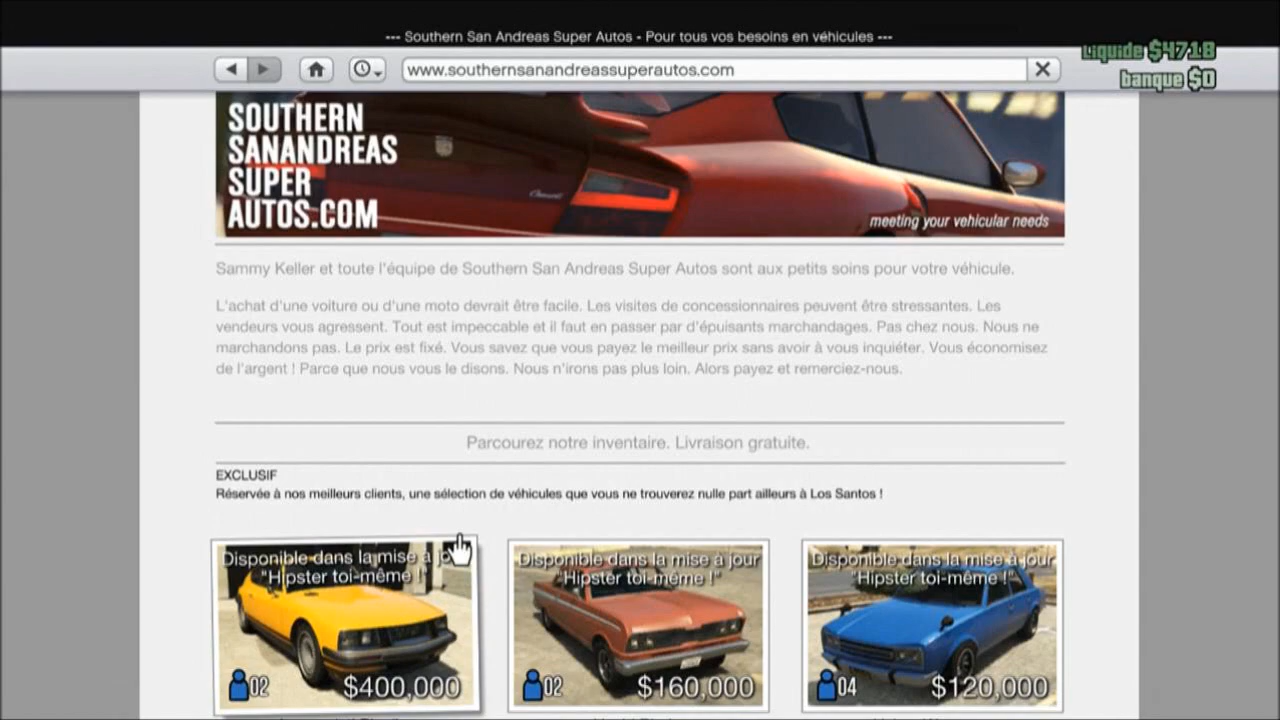 --- Southern San Andreas Super Autos - Pour tous vos besoins en véhicules ---
Liquide $4718
www.southernsanandreassuperautos.com
banque $0
SOUTHERN
SANANDREAS
SUPER
AUTOS.COM
meeting your vehicular needs
Sammy Keller et toute l'équipe de Southern San Andreas Super Autos sont aux petits soins pour votre véhicule.
L'achat d'une voiture ou d'une moto devrait être facile. Les visites de concessionnaires peuvent être stressantes. Les
vendeurs vous agressent. Tout est impeccable et il faut en passer par d'épuisants marchandages. Pas chez nous. Nous ne
marchandons pas. Le prix est fixé. Vous savez que vous payez le meilleur prix sans avoir à vous inquiéter. Vous économisez
de l'argent ! Parce que nous vous le disons. Nous n'irons pas plus loin. Alors payez et remerciez-nous.
Parcourez notre inventaire. Livraison gratuite.
EXCLUSIF
Réservée à nos meilleurs clients, une sélection de véhicules que vous ne trouverez nulle part ailleurs à Los Santos !
Disponible dans la mise à
"Hipster toi-même !"
02 $400,000
Disponible dans la mise à jour
"Hipster toi-même !"
02 $160,000
Disponible dans la mise à jour
"Hipster toi-même !"
04 $120,000